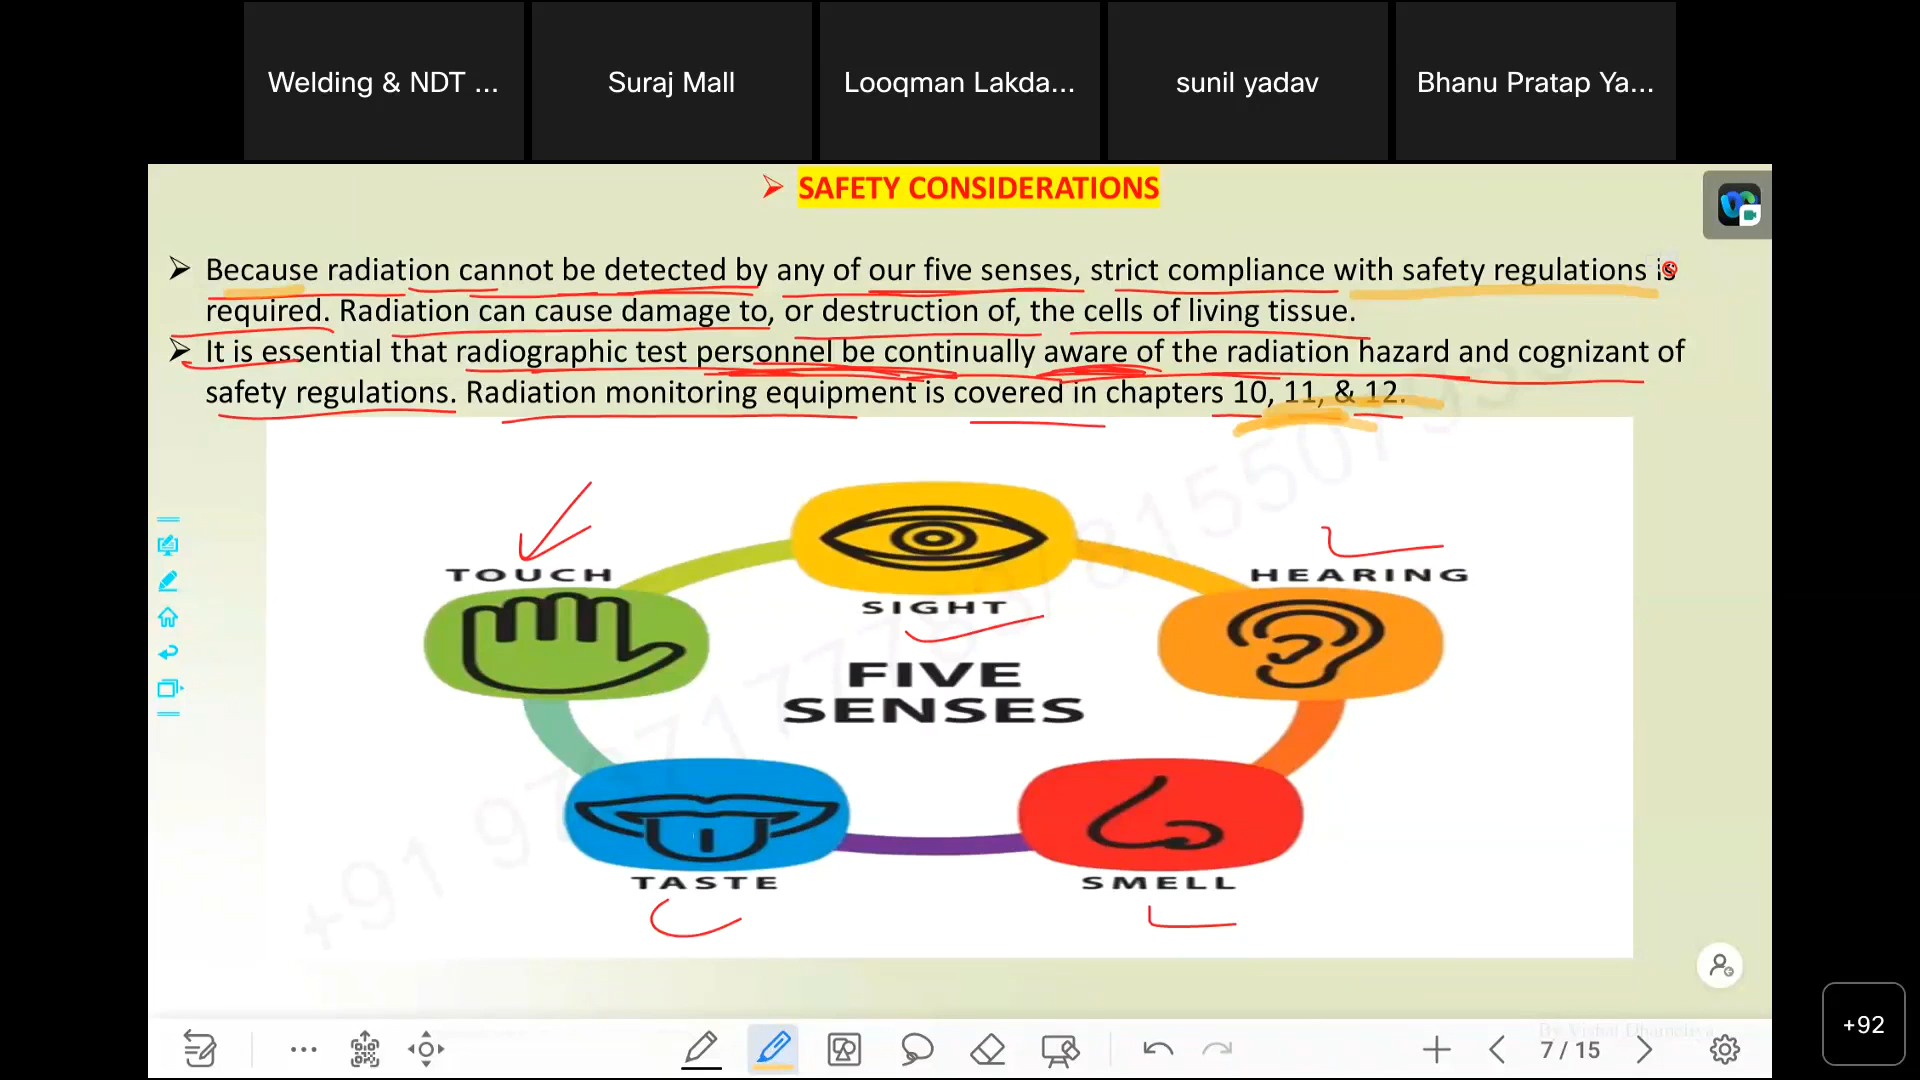 Welding & NDT ...
Suraj Mall
Looqman Lakda...
sunil yadav
Bhanu Pratap Ya...
➢ SAFETY CONSIDERATIONS
➢ Because radiation cannot be detected by any of our five senses, strict compliance with safety regulations is
required. Radiation can cause damage to, or destruction of, the cells of living tissue.
➢ It is essential that radiographic test personnel be continually aware of the radiation hazard and cognizant of
safety regulations. Radiation monitoring equipment is covered in chapters 10, 11, & 12.
TOUCH
HEARING
SIGHT
FIVE
SENSES
TASTE
SMELL
+92
7 / 15